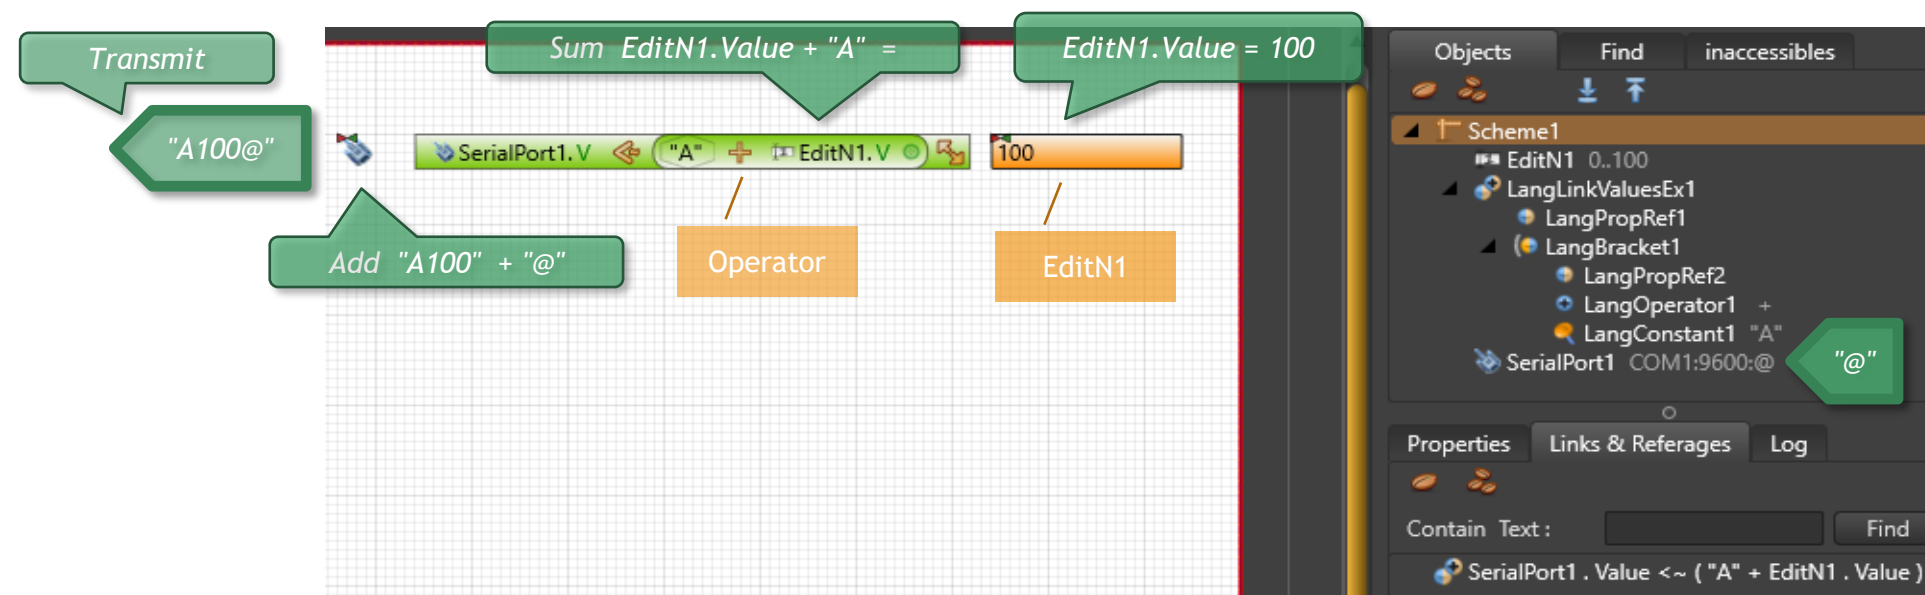 Transmit
"A100@"
Sum EditN1.Value + "A" =
EditN1.Value = 100
SerialPort1. V
"A"
EditN1. V
100
Add "A100" + "@"
Operator
EditN1
Objects
Find
inaccessibles
Scheme1
EditN1 0..100
LangLinkValuesEx1
LangPropRef1
LangBracket1
LangPropRef2
LangOperator1 +
LangConstant1 "A"
SerialPort1 COM1:9600:@
"@"
Properties
Links & Referages
Log
Contain Text :
Find
SerialPort1 . Value <~ ( "A" + EditN1 . Value )